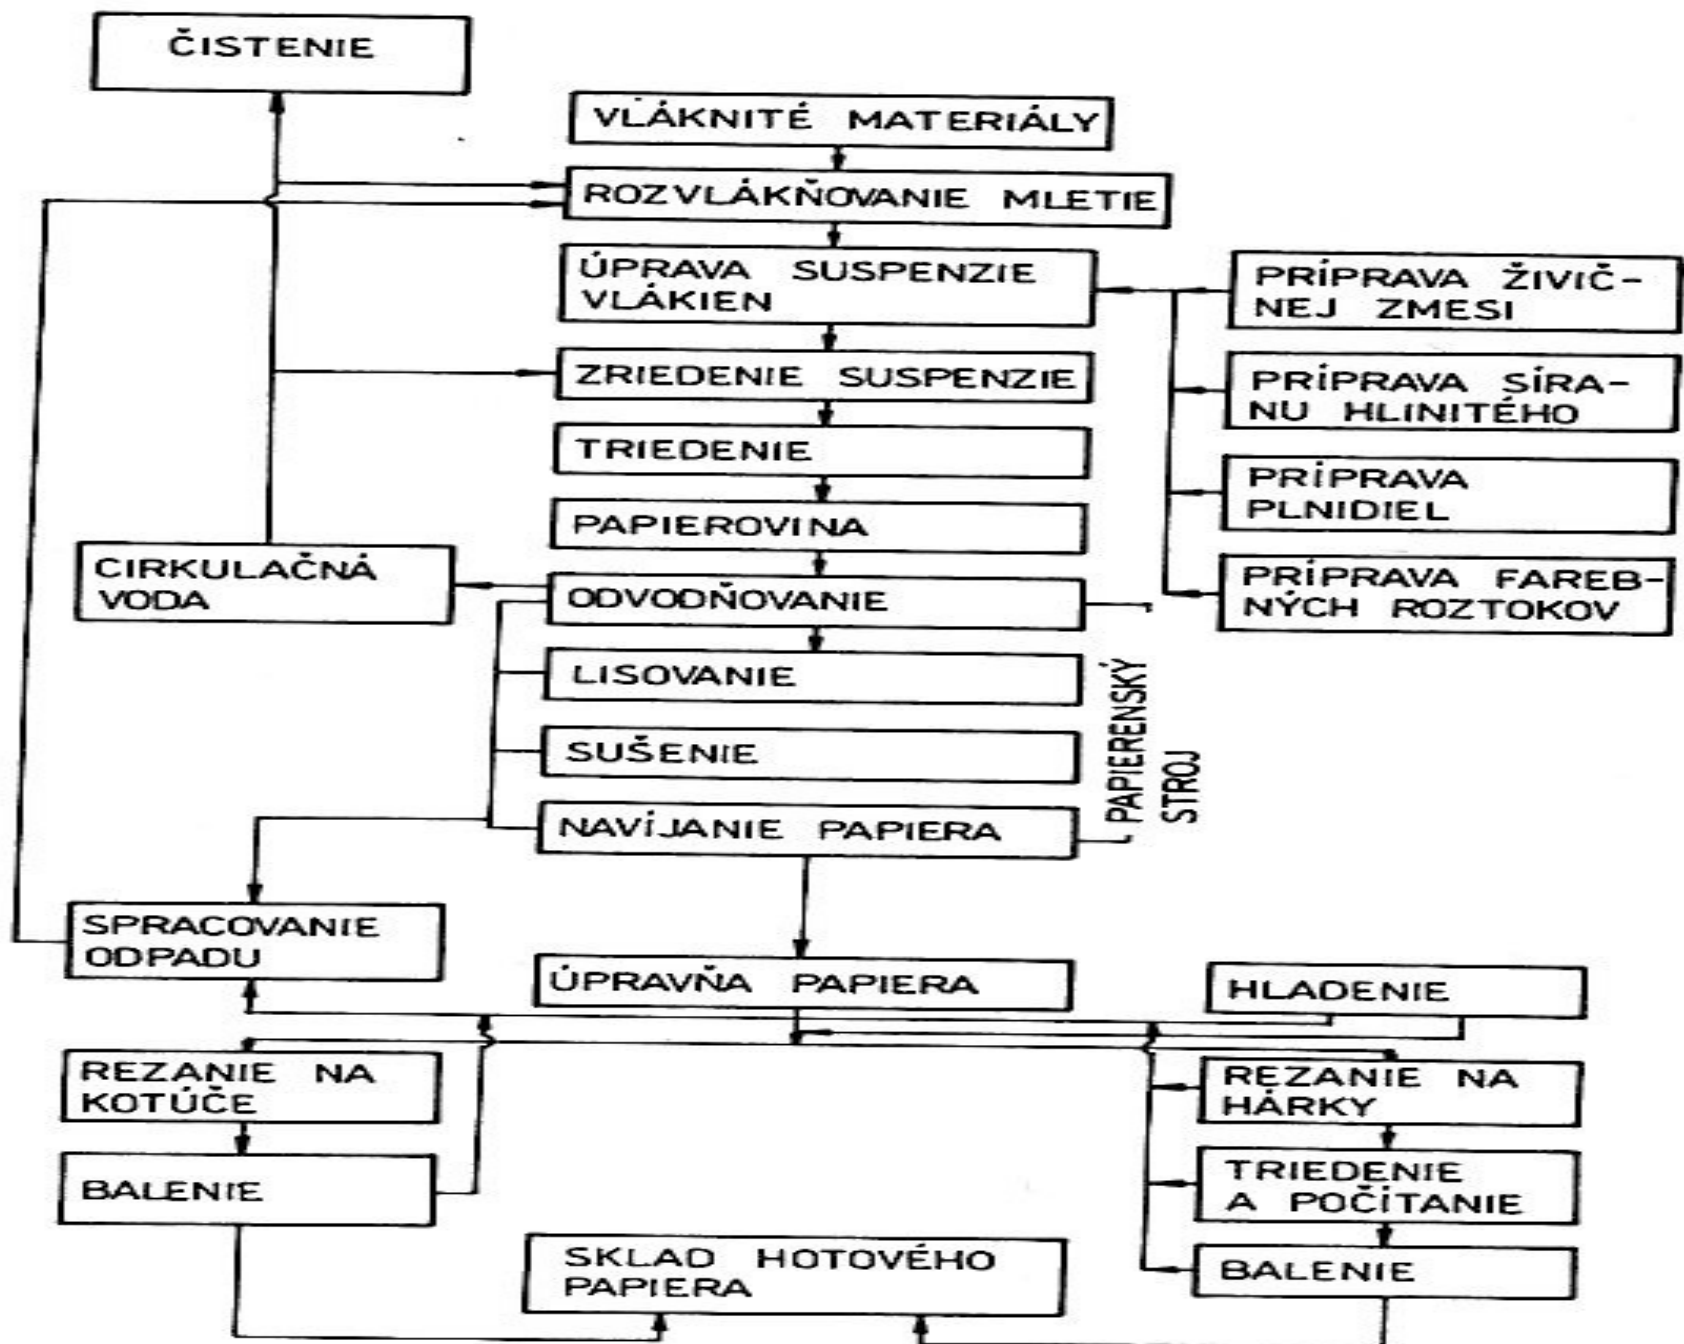 ČISTENIE
VLÁKNITÉ MATERIÁLY
ROZVLÁKŇOVANIE MLETIE
ÚPRAVA SUSPENZIE
VLÁKIEN
PRÍPRAVA ŽIVIČ-
NEJ ZMESI
ZRIEDENIE SUSPENZIE
PRÍPRAVA SÍRA-
NU HLINITÉHO
TRIEDENIE
PRÍPRAVA
PLNIDIEL
PAPIEROVINA
CIRKULAČNÁ
VODA
ODVODŇOVANIE
PRÍPRAVA FAREB-
NÝCH ROZTOKOV
LISOVANIE
SUŠENIE
NAVÍJANIE PAPIERA
PAPIERENSKÝ
STROJ
SPRACOVANIE
ODPADU
ÚPRAVŇA PAPIERA
HLADENIE
REZANIE NA
KOTÚČE
REZANIE NA
HÁRKY
BALENIE
TRIEDENIE
A POČÍTANIE
SKLAD HOTOVÉHO
PAPIERA
BALENIE